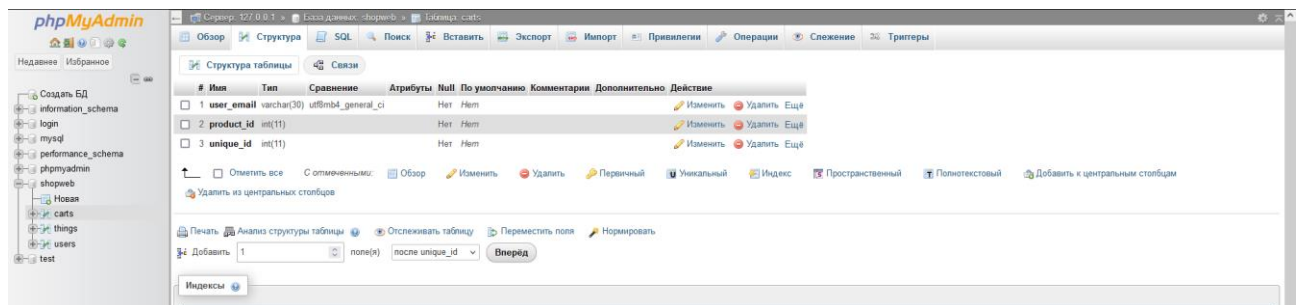 phpMyAdmin
Недавнее Избранное
Создать БД
information_schema
login
mysql
performance_schema
phpmyadmin
shopweb
Новая
carts
things
users
test
Сервер: 127.0.0.1 » База данных: shopweb » Таблица: carts
Обзор Структура SQL Поиск Вставить Экспорт Импорт Привилегии Операции Слежение Триггеры
Структура таблицы Связи
# Имя Тип Сравнение Атрибуты Null По умолчанию Комментарии Дополнительно Действие
1 user_email varchar(30) utf8mb4_general_ci Нет Нет Изменить Удалить Ещё
2 product_id int(11) Нет Нет Изменить Удалить Ещё
3 unique_id int(11) Нет Нет Изменить Удалить Ещё
Отметить все С отмеченными: Обзор Изменить Удалить Первичный Уникальный Индекс Пространственный Полнотекстовый Добавить к центральным столбцам
Удалить из центральных столбцов
Печать Анализ структуры таблицы Отслеживать таблицу Переместить поля Нормировать
Добавить 1 поле(я) после unique_id Вперёд
Индексы